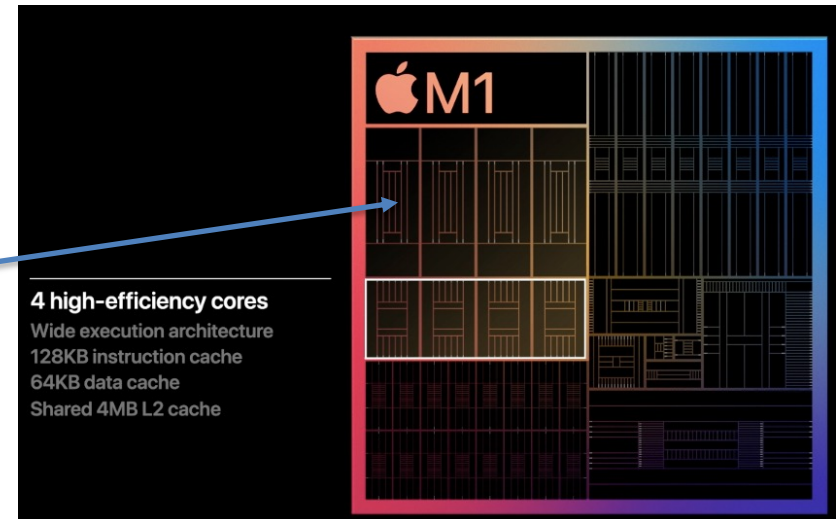 M1
4 high-efficiency cores
Wide execution architecture
128KB instruction cache
64KB data cache
Shared 4MB L2 cache